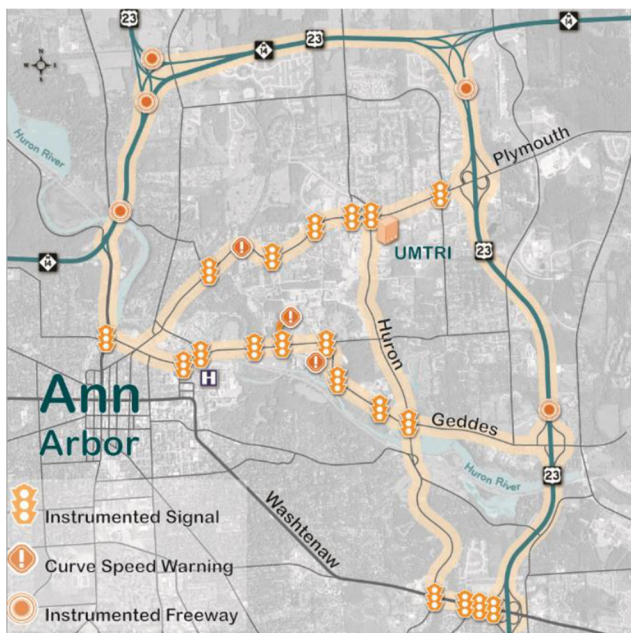 23
14
23
14
N
Huron River
Plymouth
UMTRI
23
14
Huron
H
Ann
Arbor
Geddes
Huron River
23
Washtenaw
Instrumented Signal
Curve Speed Warning
Instrumented Freeway